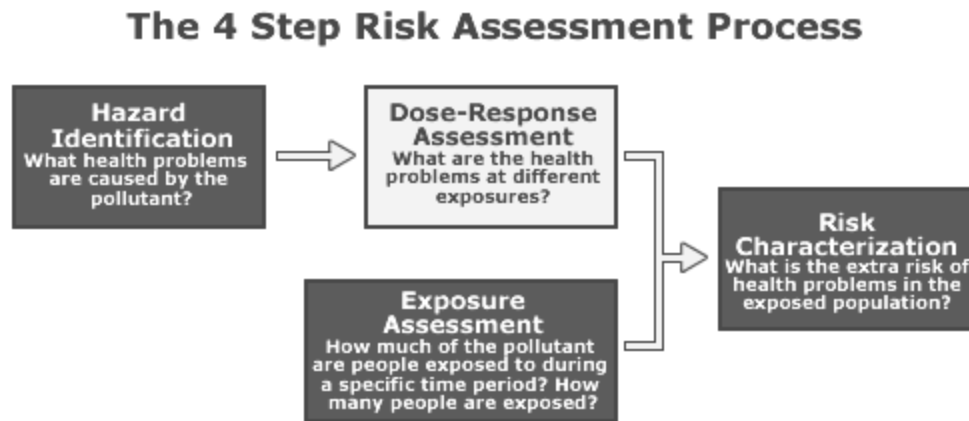 The 4 Step Risk Assessment Process
Hazard
Identification
What health problems
are caused by the
pollutant?
Dose-Response
Assessment
What are the health
problems at different
exposures?
Exposure
Assessment
How much of the pollutant
are people exposed to during
a specific time period? How
many people are exposed?
Risk
Characterization
What is the extra risk of
health problems in the
exposed population?